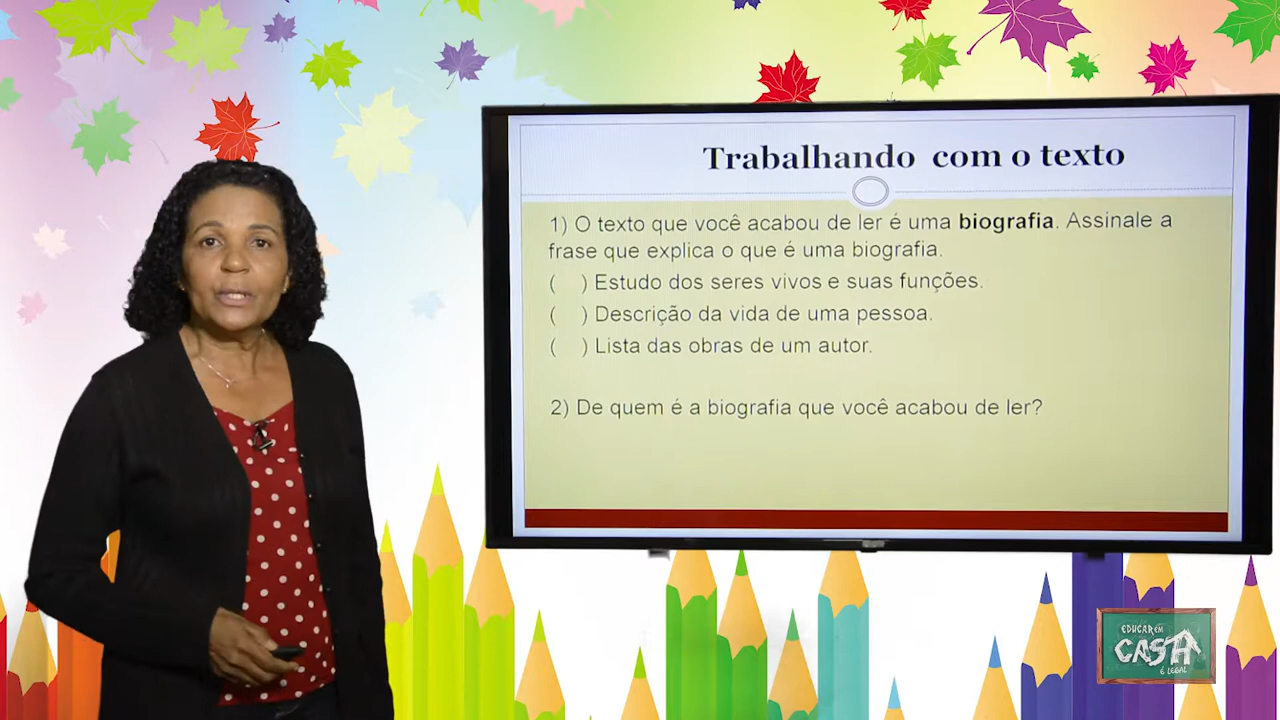 Trabalhando com o texto
1) O texto que você acabou de ler é uma biografia. Assinale a
frase que explica o que é uma biografia.
( ) Estudo dos seres vivos e suas funções.
( ) Descrição da vida de uma pessoa.
( ) Lista das obras de um autor.
2) De quem é a biografia que você acabou de ler?
EDUCAR EM
CASA
É LEGAL